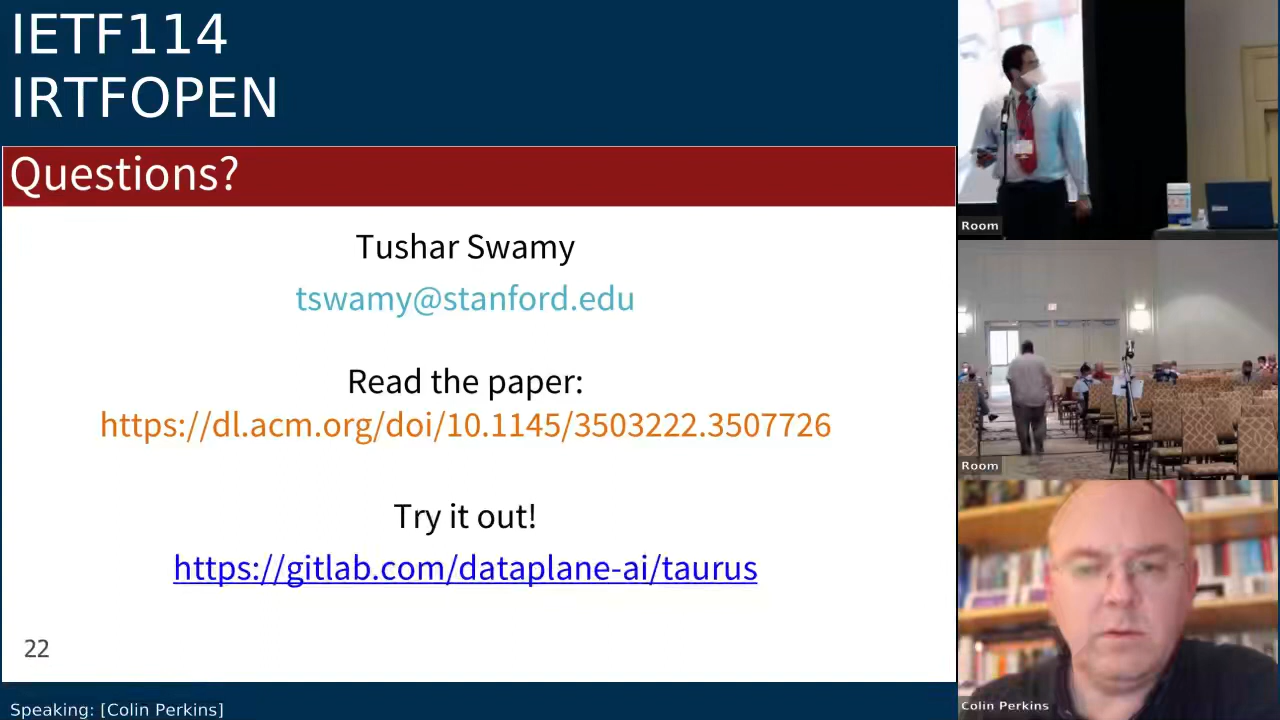 IETF114
IRTFOPEN
Questions?
Tushar Swamy
tswamy@stanford.edu
Read the paper:
https://dl.acm.org/doi/10.1145/3503222.3507726
Try it out!
https://gitlab.com/dataplane-ai/taurus
22
Speaking: [Colin Perkins]
Room
Room
Colin Perkins